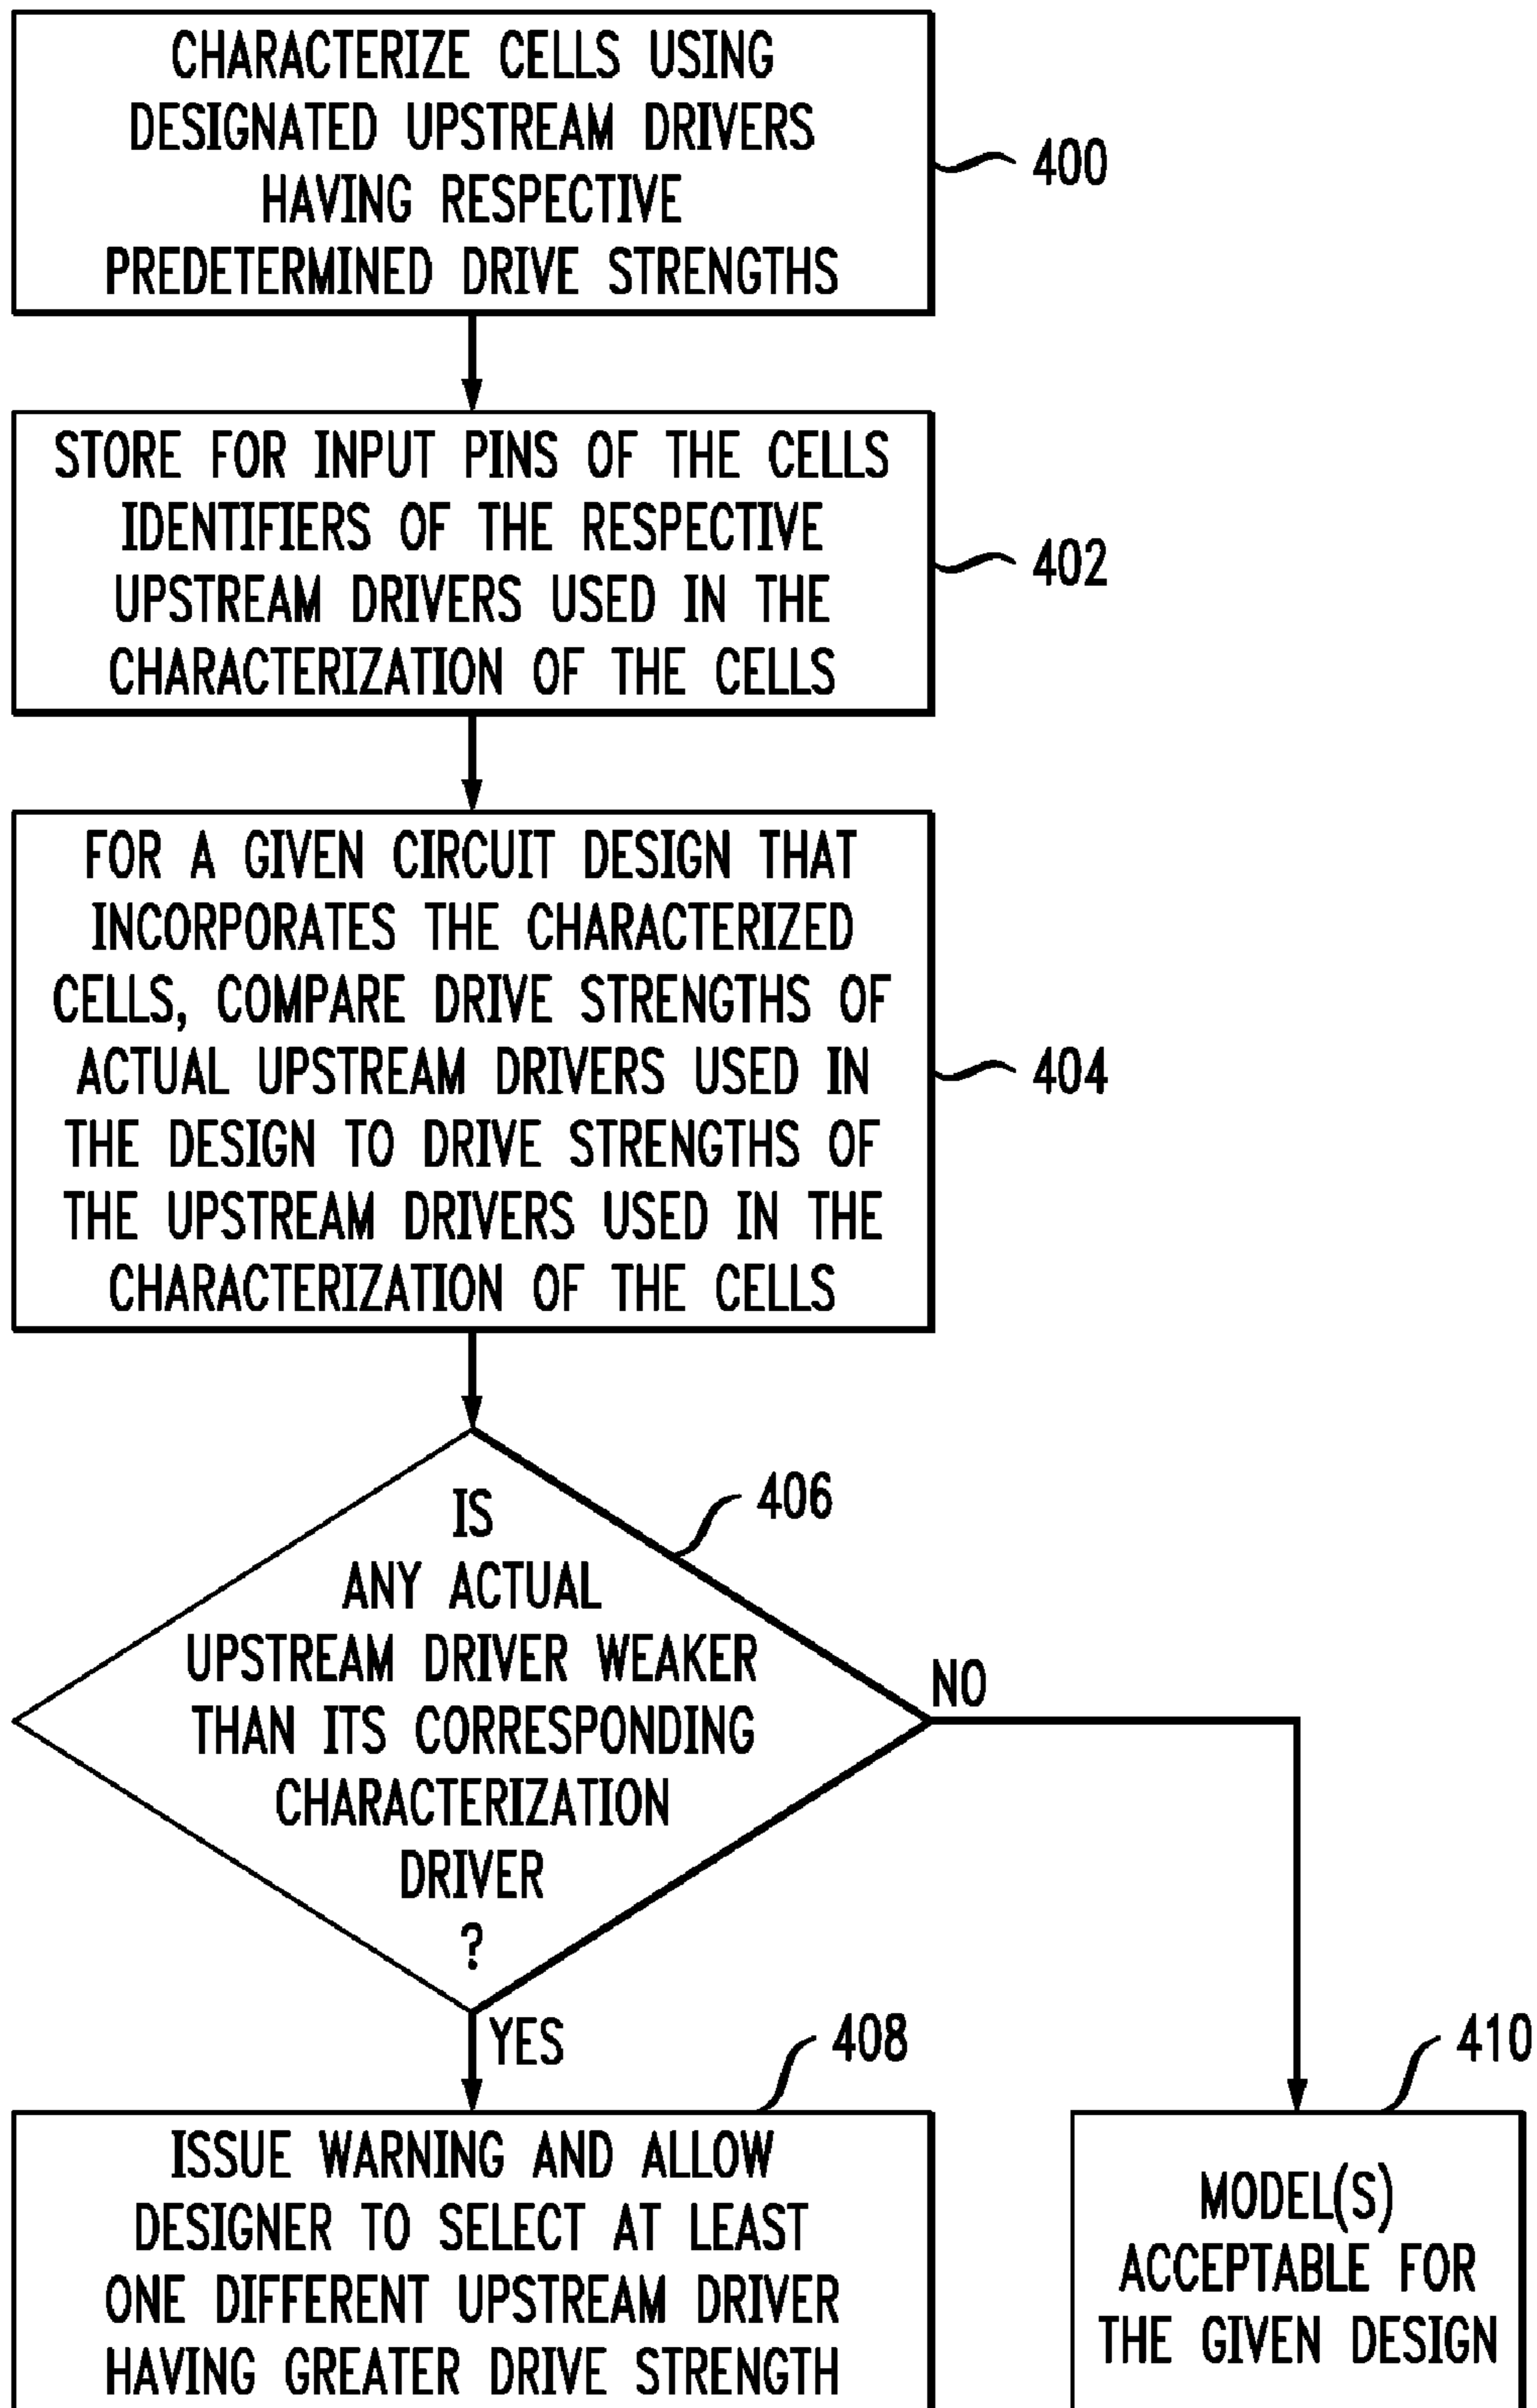 CHARACTERIZE CELLS USING
DESIGNATED UPSTREAM DRIVERS
HAVING RESPECTIVE
PREDETERMINED DRIVE STRENGTHS
400
STORE FOR INPUT PINS OF THE CELLS
IDENTIFIERS OF THE RESPECTIVE
UPSTREAM DRIVERS USED IN THE
CHARACTERIZATION OF THE CELLS
402
FOR A GIVEN CIRCUIT DESIGN THAT
INCORPORATES THE CHARACTERIZED
CELLS, COMPARE DRIVE STRENGTHS OF
ACTUAL UPSTREAM DRIVERS USED IN
THE DESIGN TO DRIVE STRENGTHS OF
THE UPSTREAM DRIVERS USED IN THE
CHARACTERIZATION OF THE CELLS
404
IS
ANY ACTUAL
UPSTREAM DRIVER WEAKER
THAN ITS CORRESPONDING
CHARACTERIZATION
DRIVER
?
406
NO
YES
408
ISSUE WARNING AND ALLOW
DESIGNER TO SELECT AT LEAST
ONE DIFFERENT UPSTREAM DRIVER
HAVING GREATER DRIVE STRENGTH
410
MODEL(S)
ACCEPTABLE FOR
THE GIVEN DESIGN